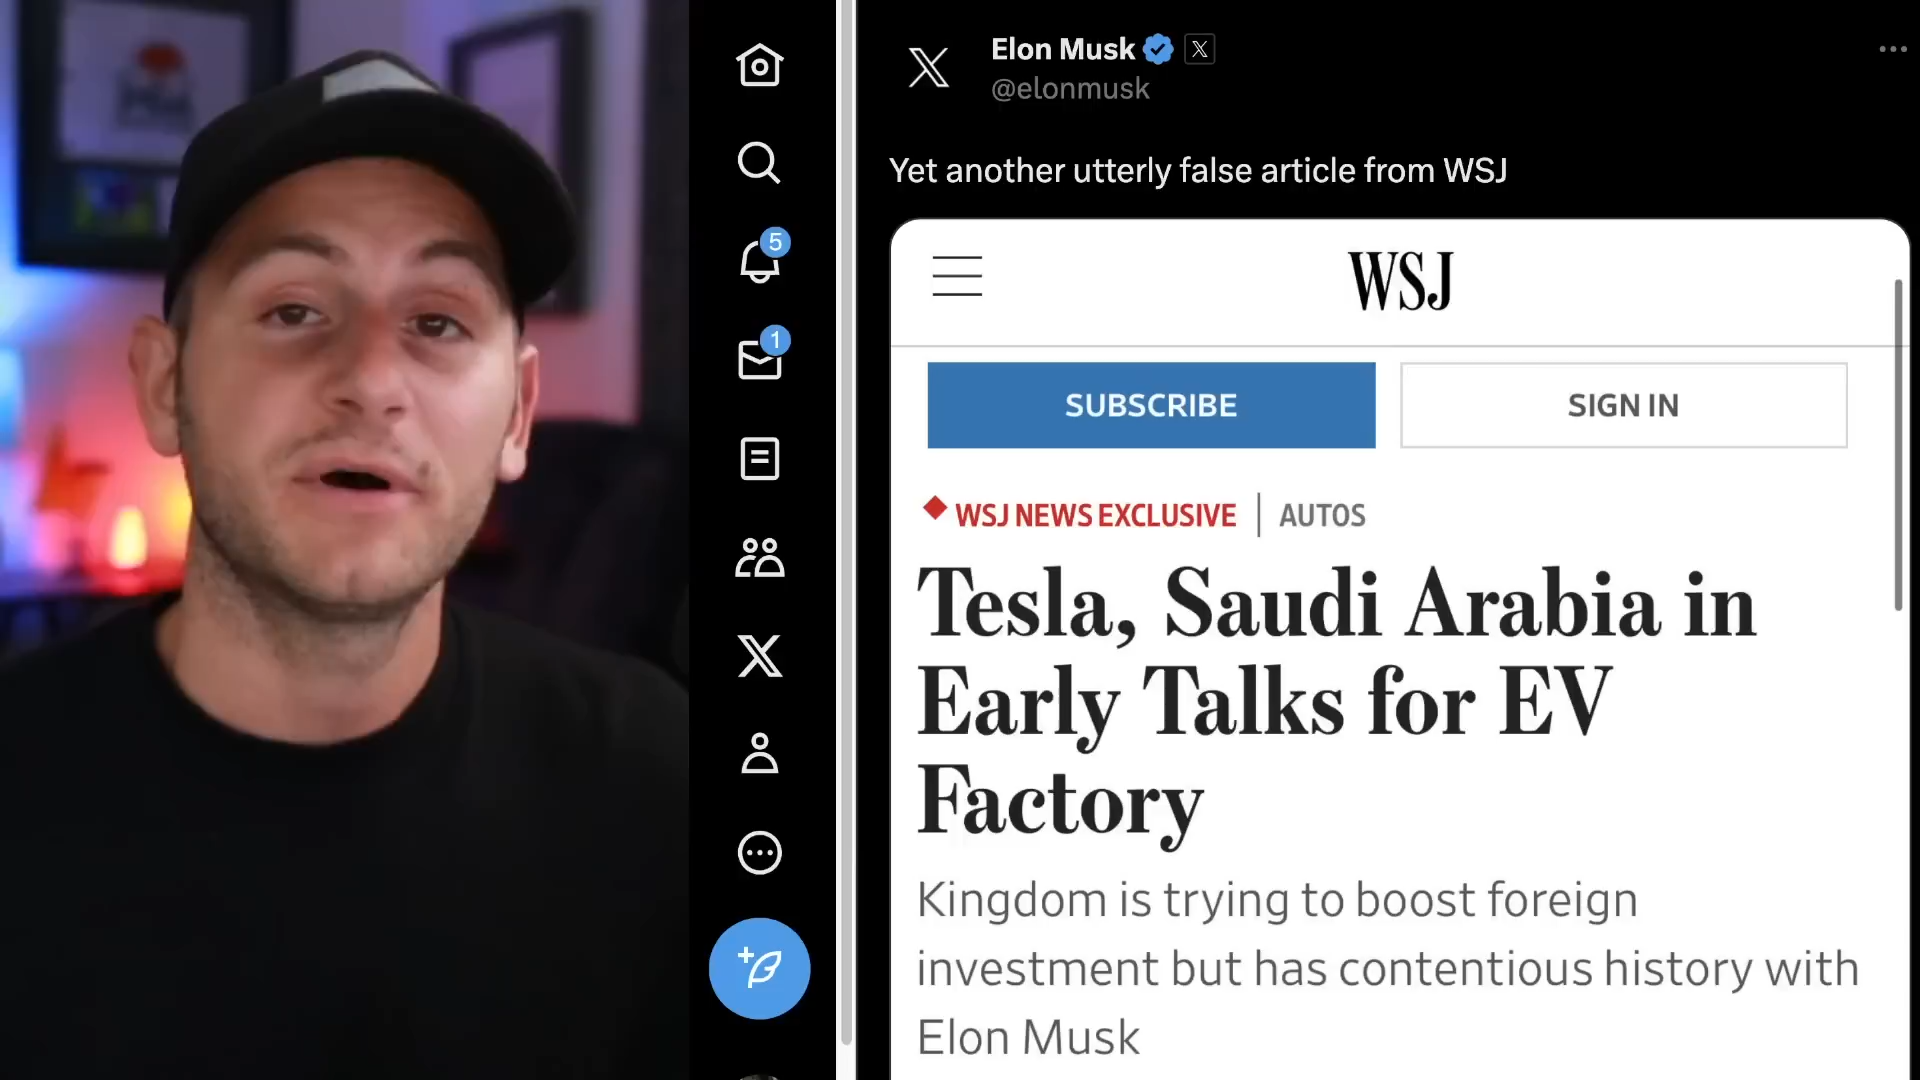 Elon Musk
@elonmusk
Yet another utterly false article from WSJ
WSJ
SUBSCRIBE
SIGN IN
WSJ NEWS EXCLUSIVE | AUTOS
Tesla, Saudi Arabia in
Early Talks for EV
Factory
Kingdom is trying to boost foreign
investment but has contentious history with
Elon Musk
5
1